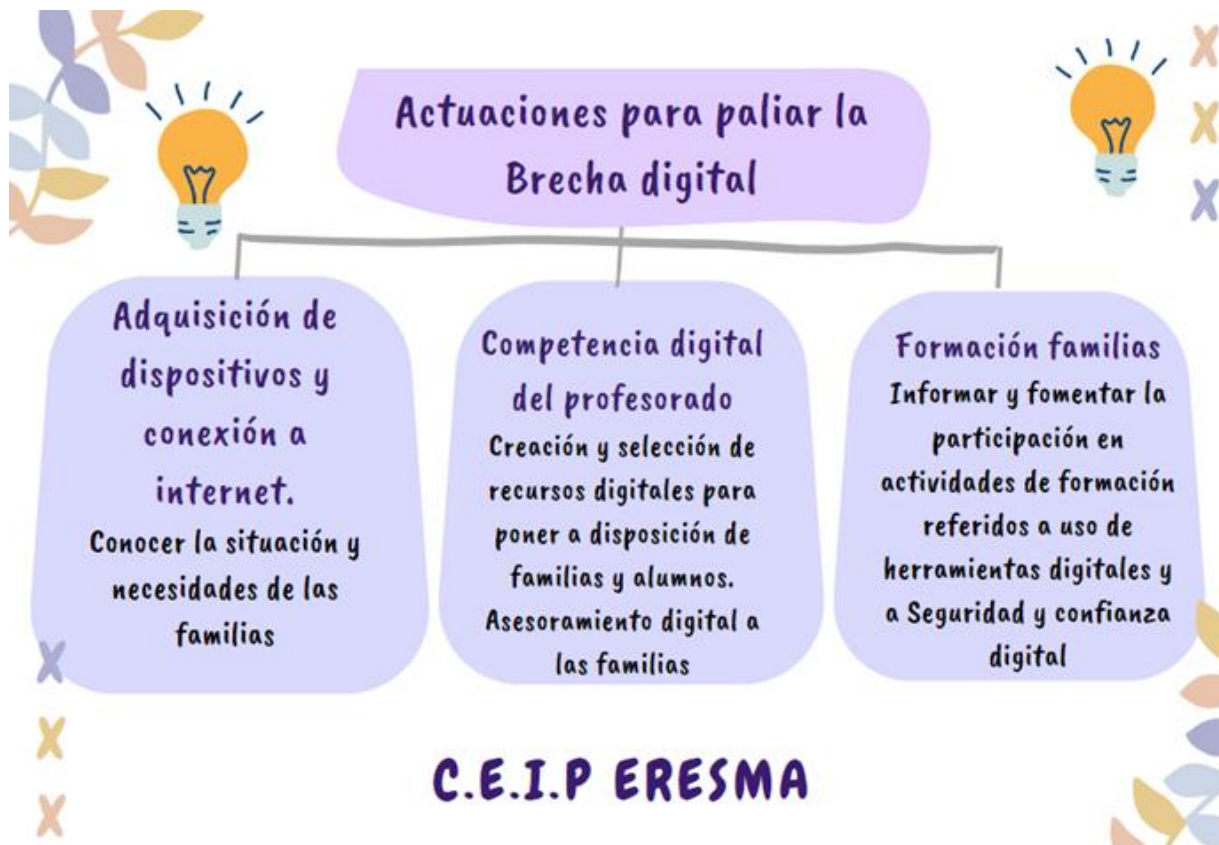 Actuaciones para paliar la
Brecha digital
Adquisición de
dispositivos y
conexión a
internet.
Conocer la situación y
necesidades de las
familias
Competencia digital
del profesorado
Creación y selección de
recursos digitales para
poner a disposición de
familias y alumnos.
Asesoramiento digital a
las familias
Formación familias
Informar y fomentar la
participación en
actividades de formación
referidos a uso de
herramientas digitales y
a Seguridad y confianza
digital
C.E.I.P ERESMA